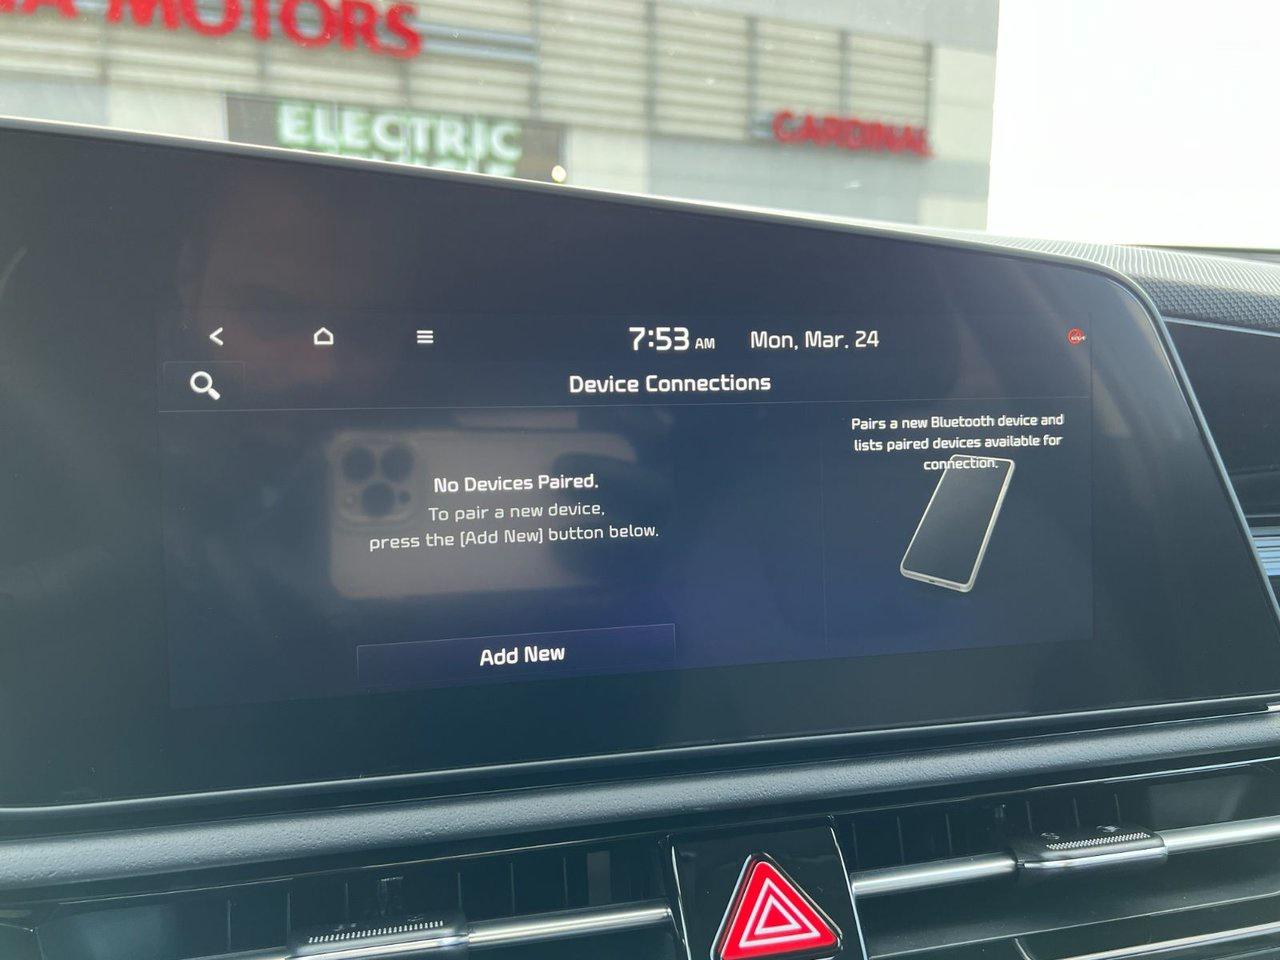 MOTORS
ELECTRIC
CARDINAL
7:53 AM Mon, Mar. 24
Device Connections
Pairs a new Bluetooth device and
lists paired devices available for
connection.
No Devices Paired.
To pair a new device,
press the [Add New] button below.
Add New